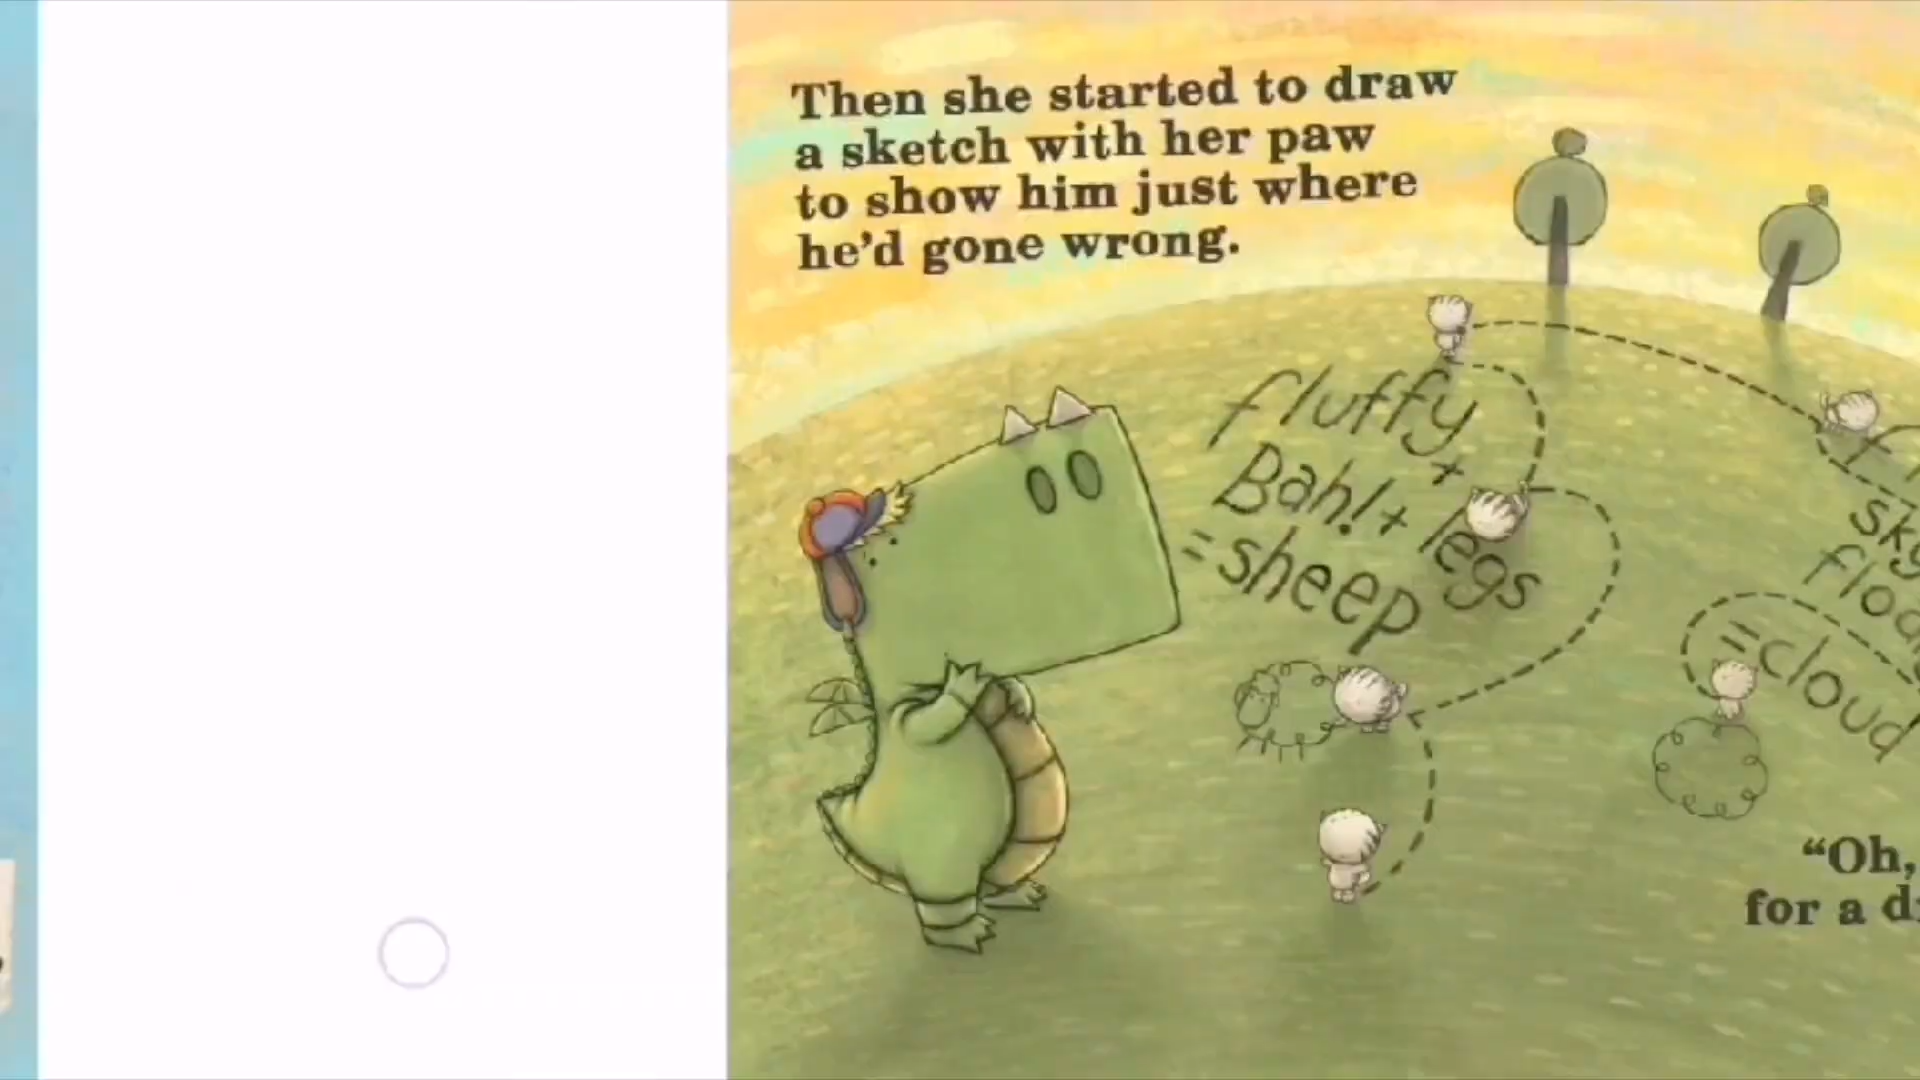 Then she started to draw
a sketch with her paw
to show him just where
he'd gone wrong.
fluffy
+
Bah! + legs
= sheep
= cloud
"Oh,
for a